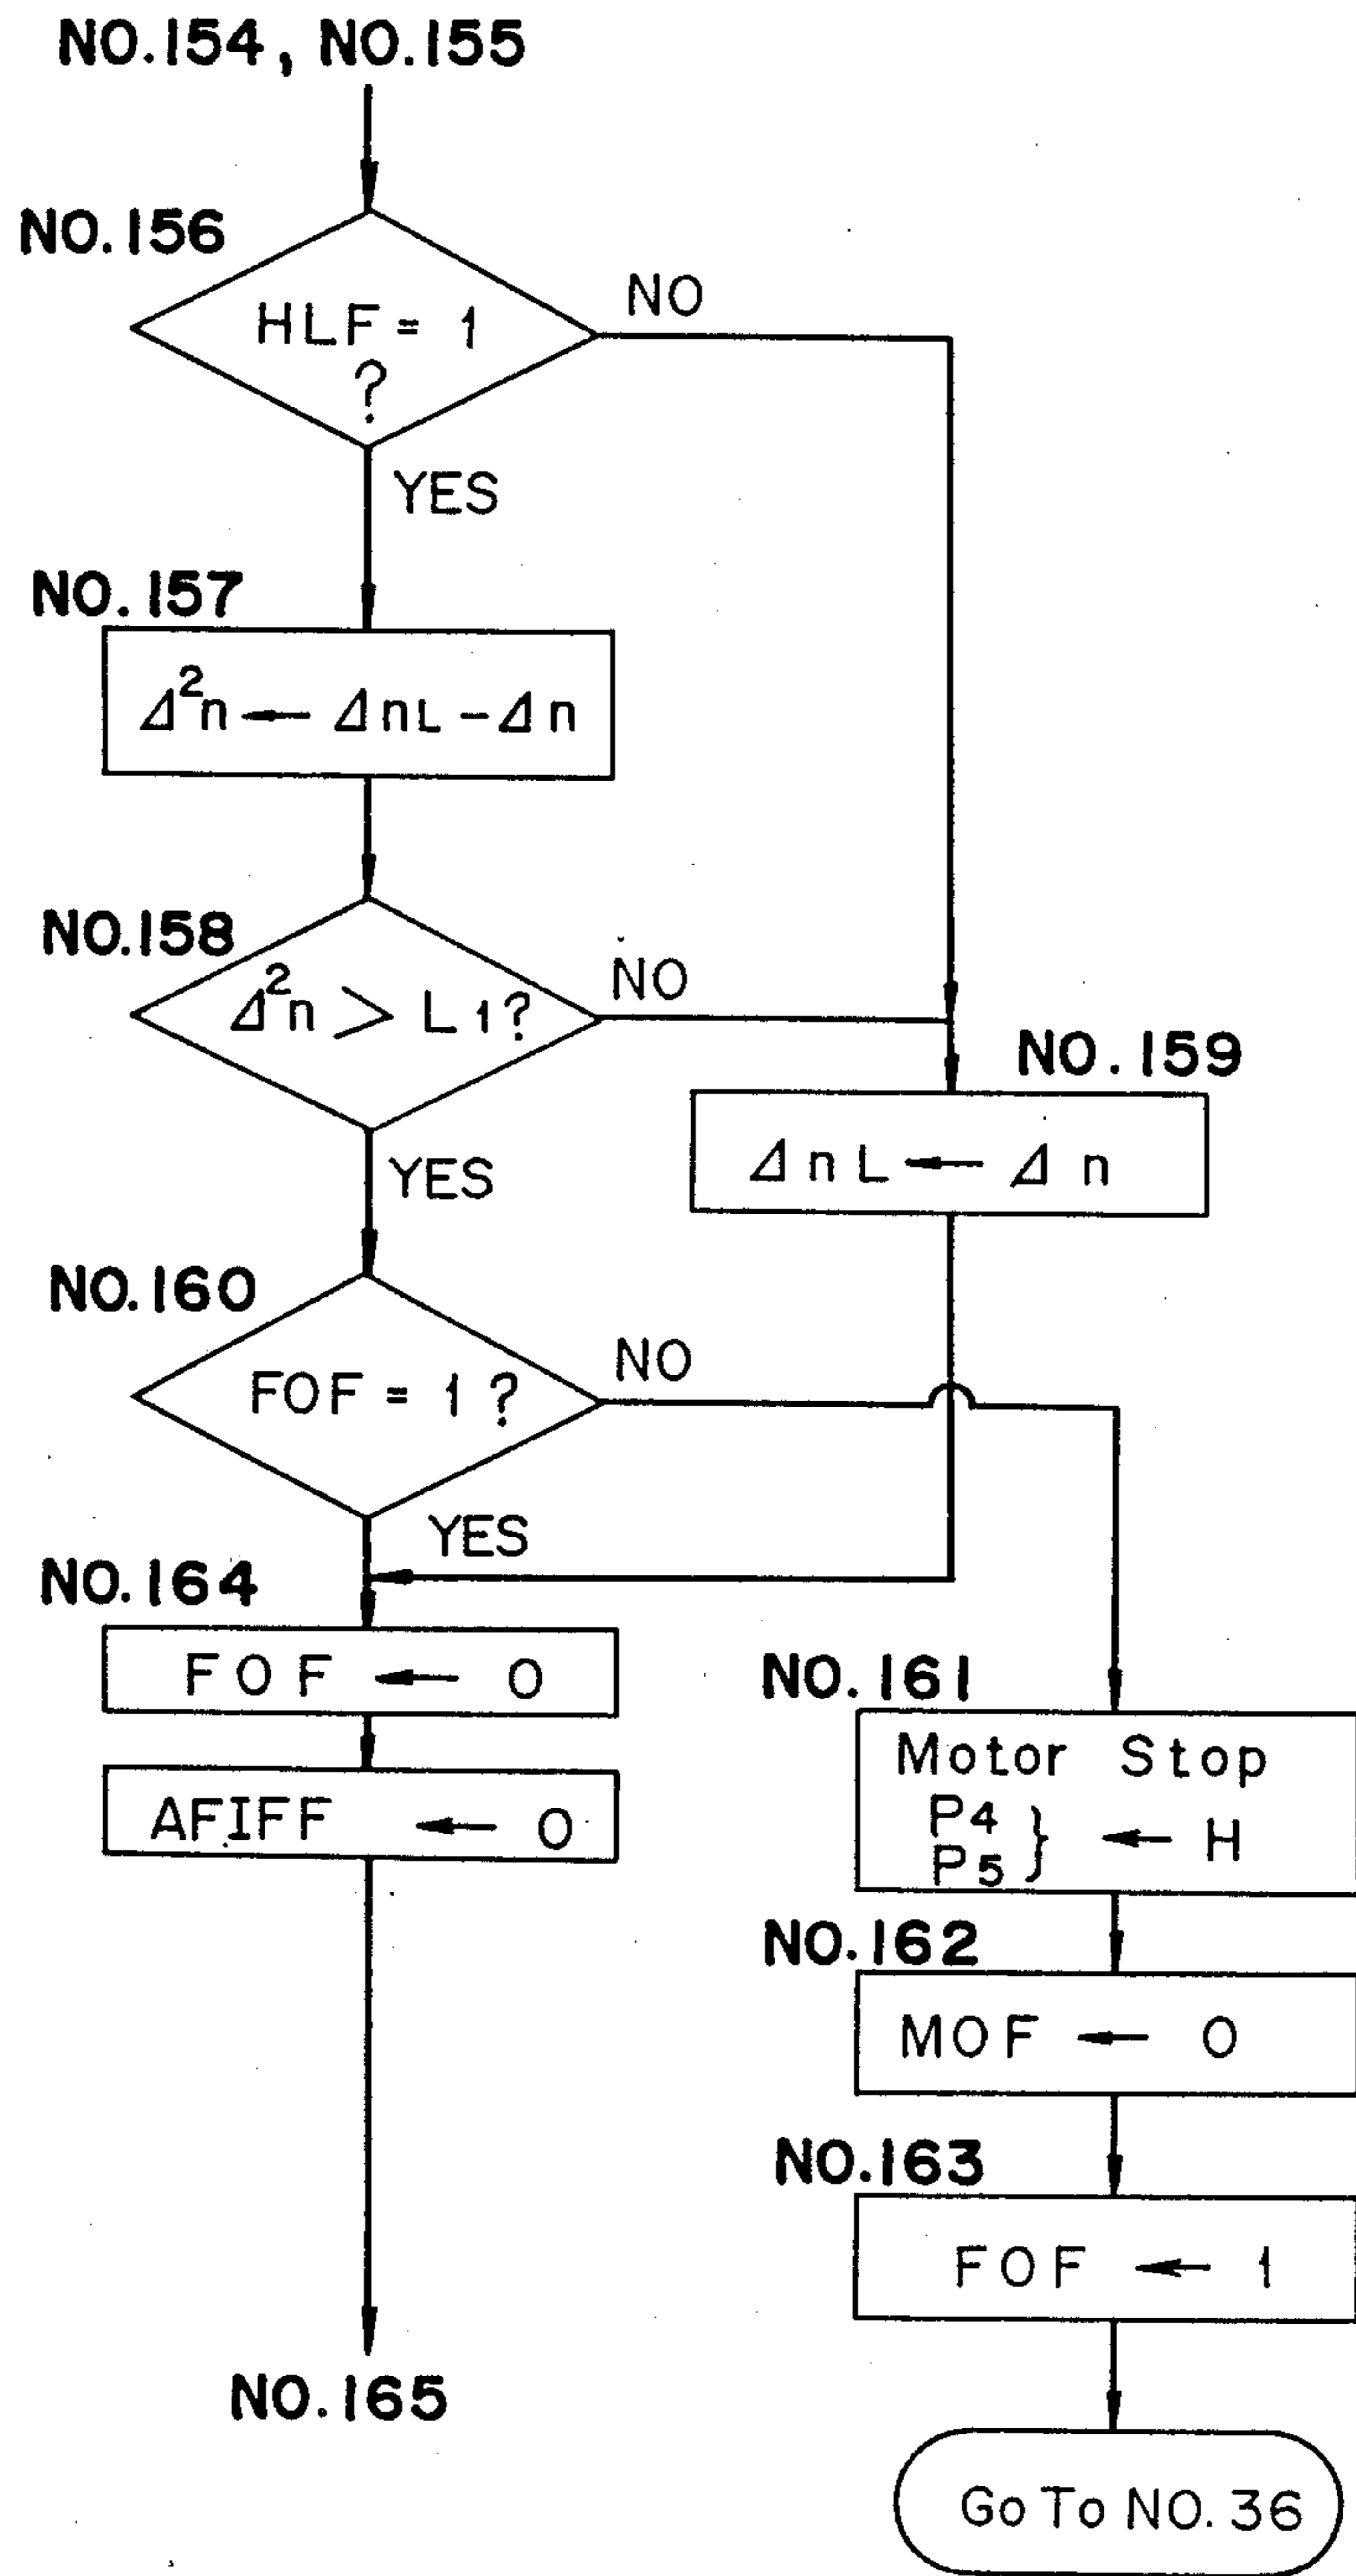 NO.154, NO.155
NO.156
HLF = 1
?
NO
YES
NO.157
Δ²n ← ΔnL - Δn
NO.158
Δ²n > L1?
NO
YES
NO.159
ΔnL ← Δn
NO.160
FOF = 1 ?
NO
YES
NO.164
FOF ← 0
AFIFF ← 0
NO.165
NO.161
Motor Stop
P4
P5 } ← H
NO.162
MOF ← 0
NO.163
FOF ← 1
Go To NO.36